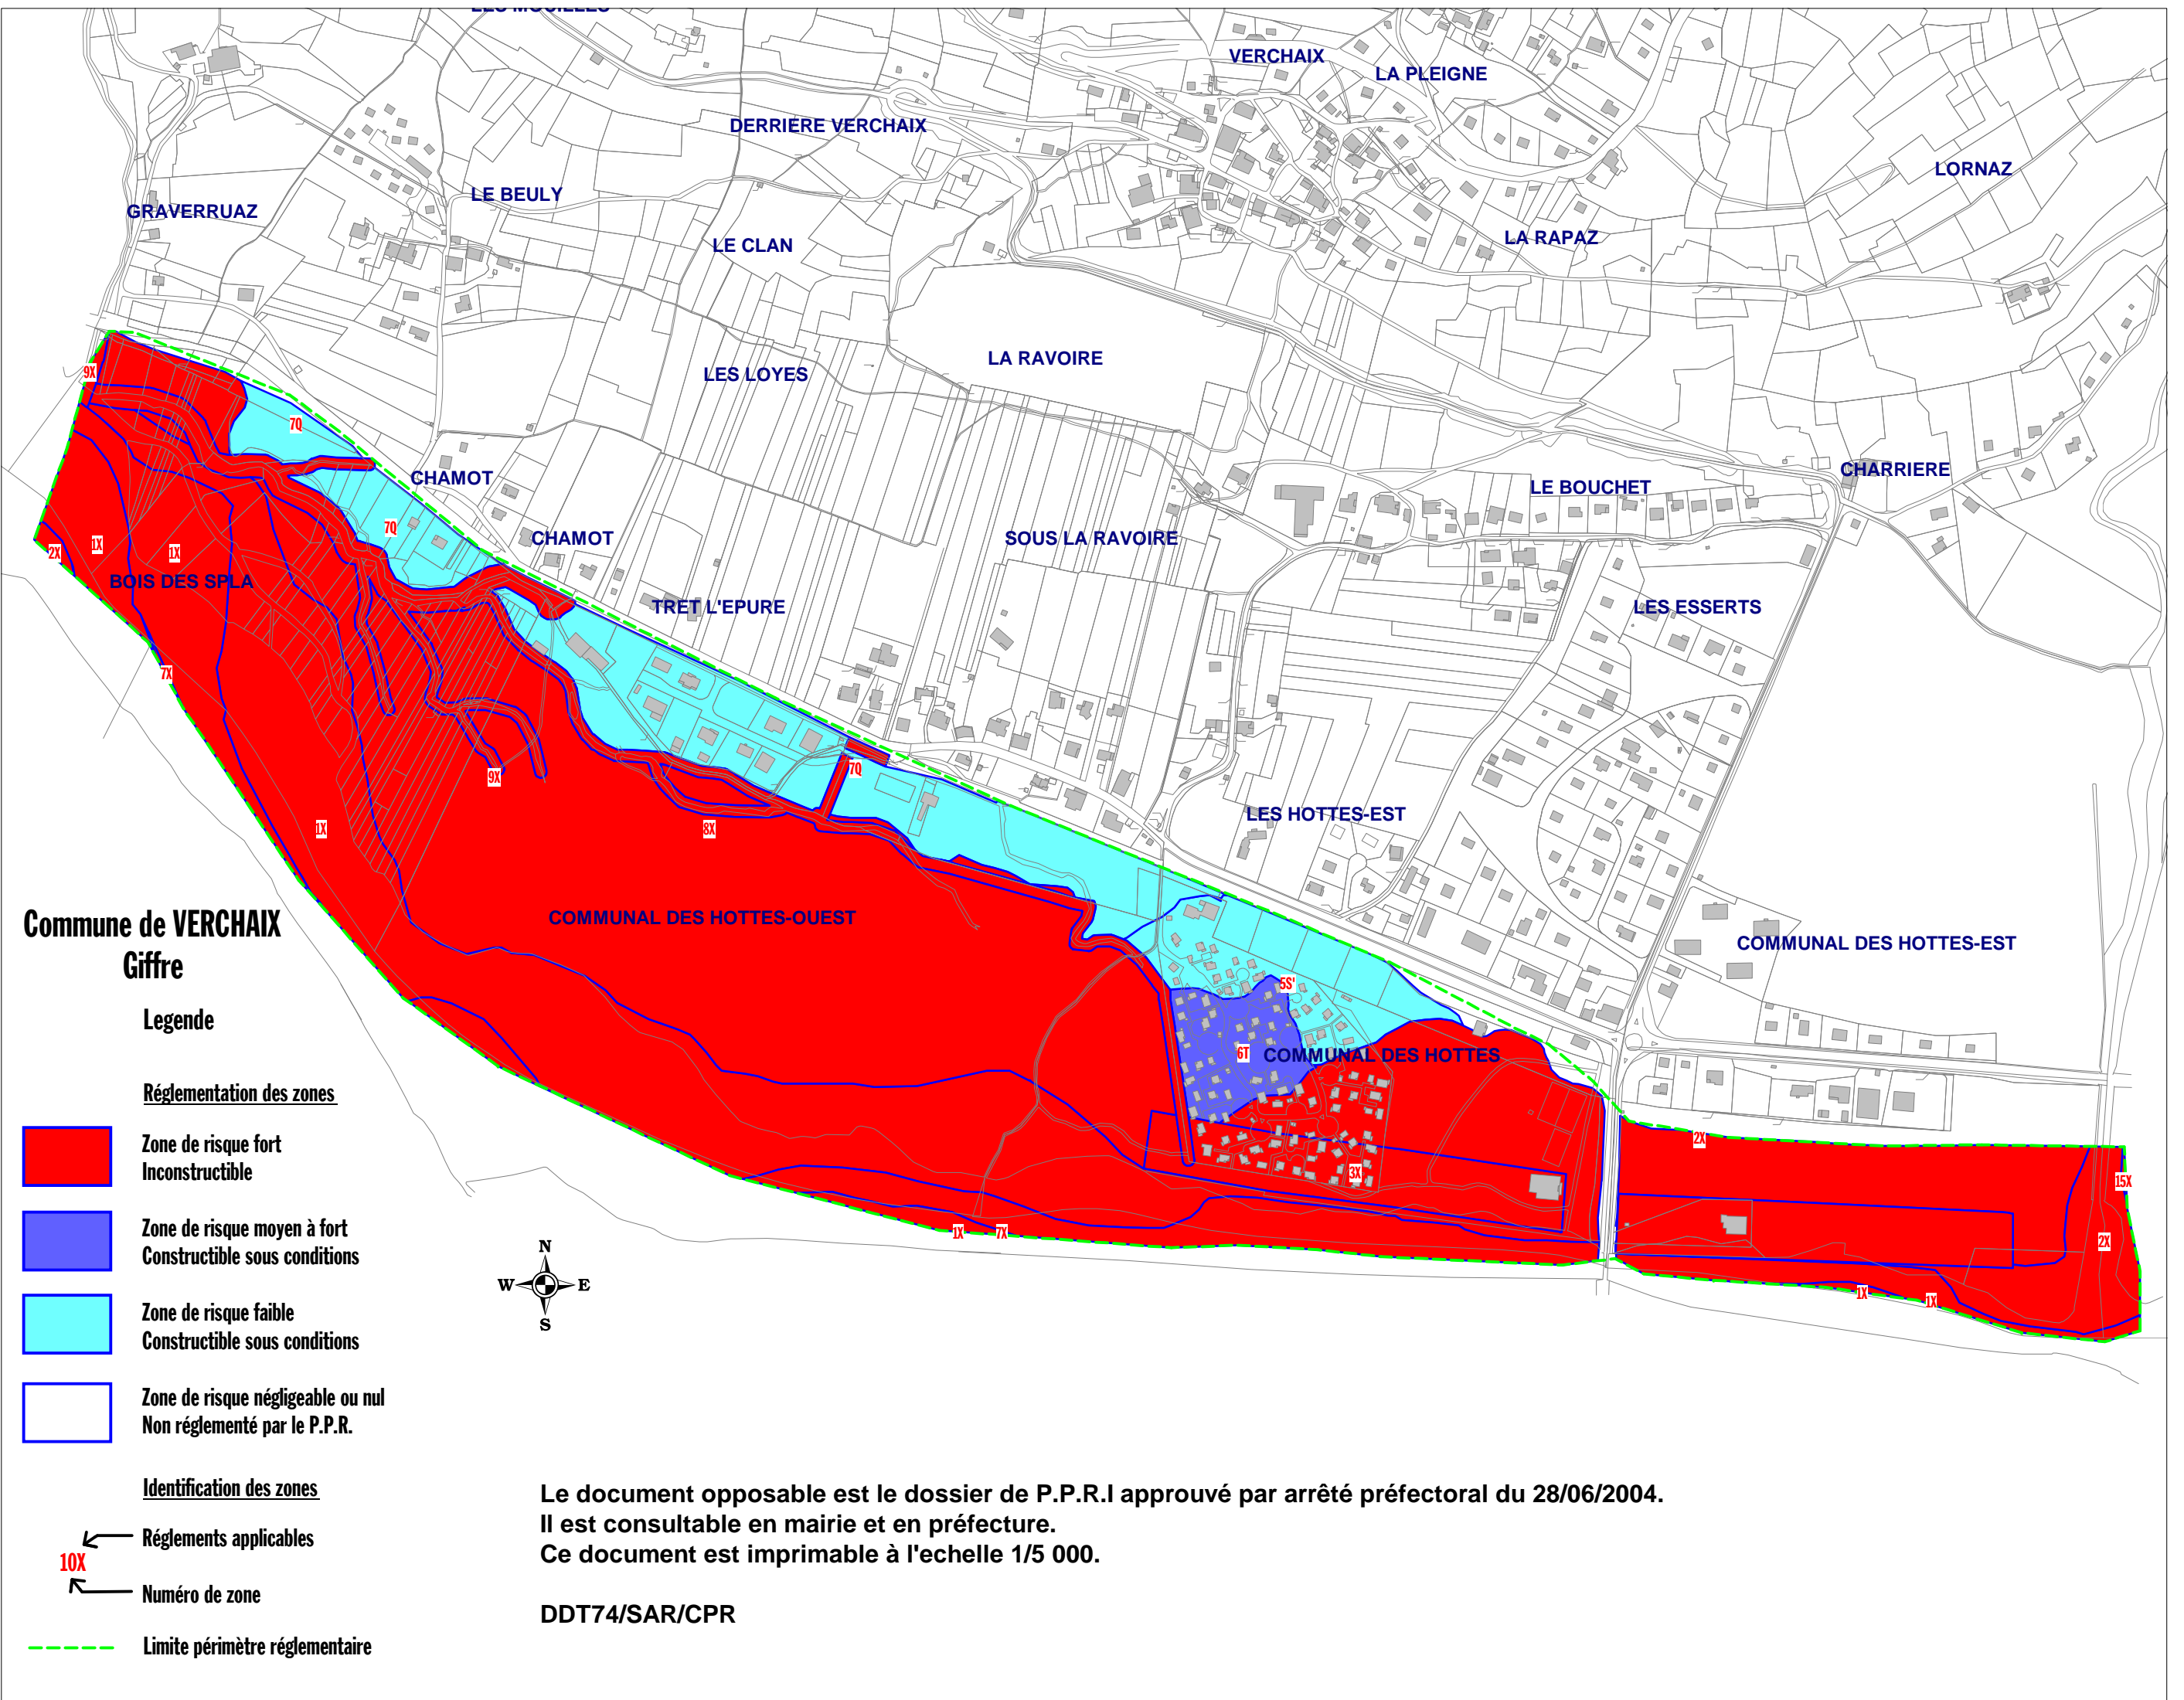 LES MOUILLES
VERCHAIX
LA PLEIGNE
DERRIERE VERCHAIX
LORNAZ
LE BEULY
GRAVERRUAZ
LA RAPAZ
LE CLAN
LA RAVOIRE
9X
LES LOYES
7Q
CHARRIERE
CHAMOT
LE BOUCHET
7Q
CHAMOT
SOUS LA RAVOIRE
1X
2X
1X
BOIS DES SPLA
TRET L'EPURE
LES ESSERTS
7X
7Q
9X
LES HOTTES-EST
1X
8X
COMMUNAL DES HOTTES-OUEST
COMMUNAL DES HOTTES-EST
5S'
6T
COMMUNAL DES HOTTES
2X
3X
15X
1X
7X
2X
1X
1X
Commune de VERCHAIX
Giffre
Legende
Réglementation des zones
Zone de risque fort
Inconstructible
Zone de risque moyen à fort
Constructible sous conditions
Zone de risque faible
Constructible sous conditions
Zone de risque négligeable ou nul
Non réglementé par le P.P.R.
Identification des zones
Réglements applicables
10X
Numéro de zone
Limite périmètre réglementaire
N
W
E
S
Le document opposable est le dossier de P.P.R.I approuvé par arrêté préfectoral du 28/06/2004.
Il est consultable en mairie et en préfecture.
Ce document est imprimable à l'echelle 1/5 000.
DDT74/SAR/CPR